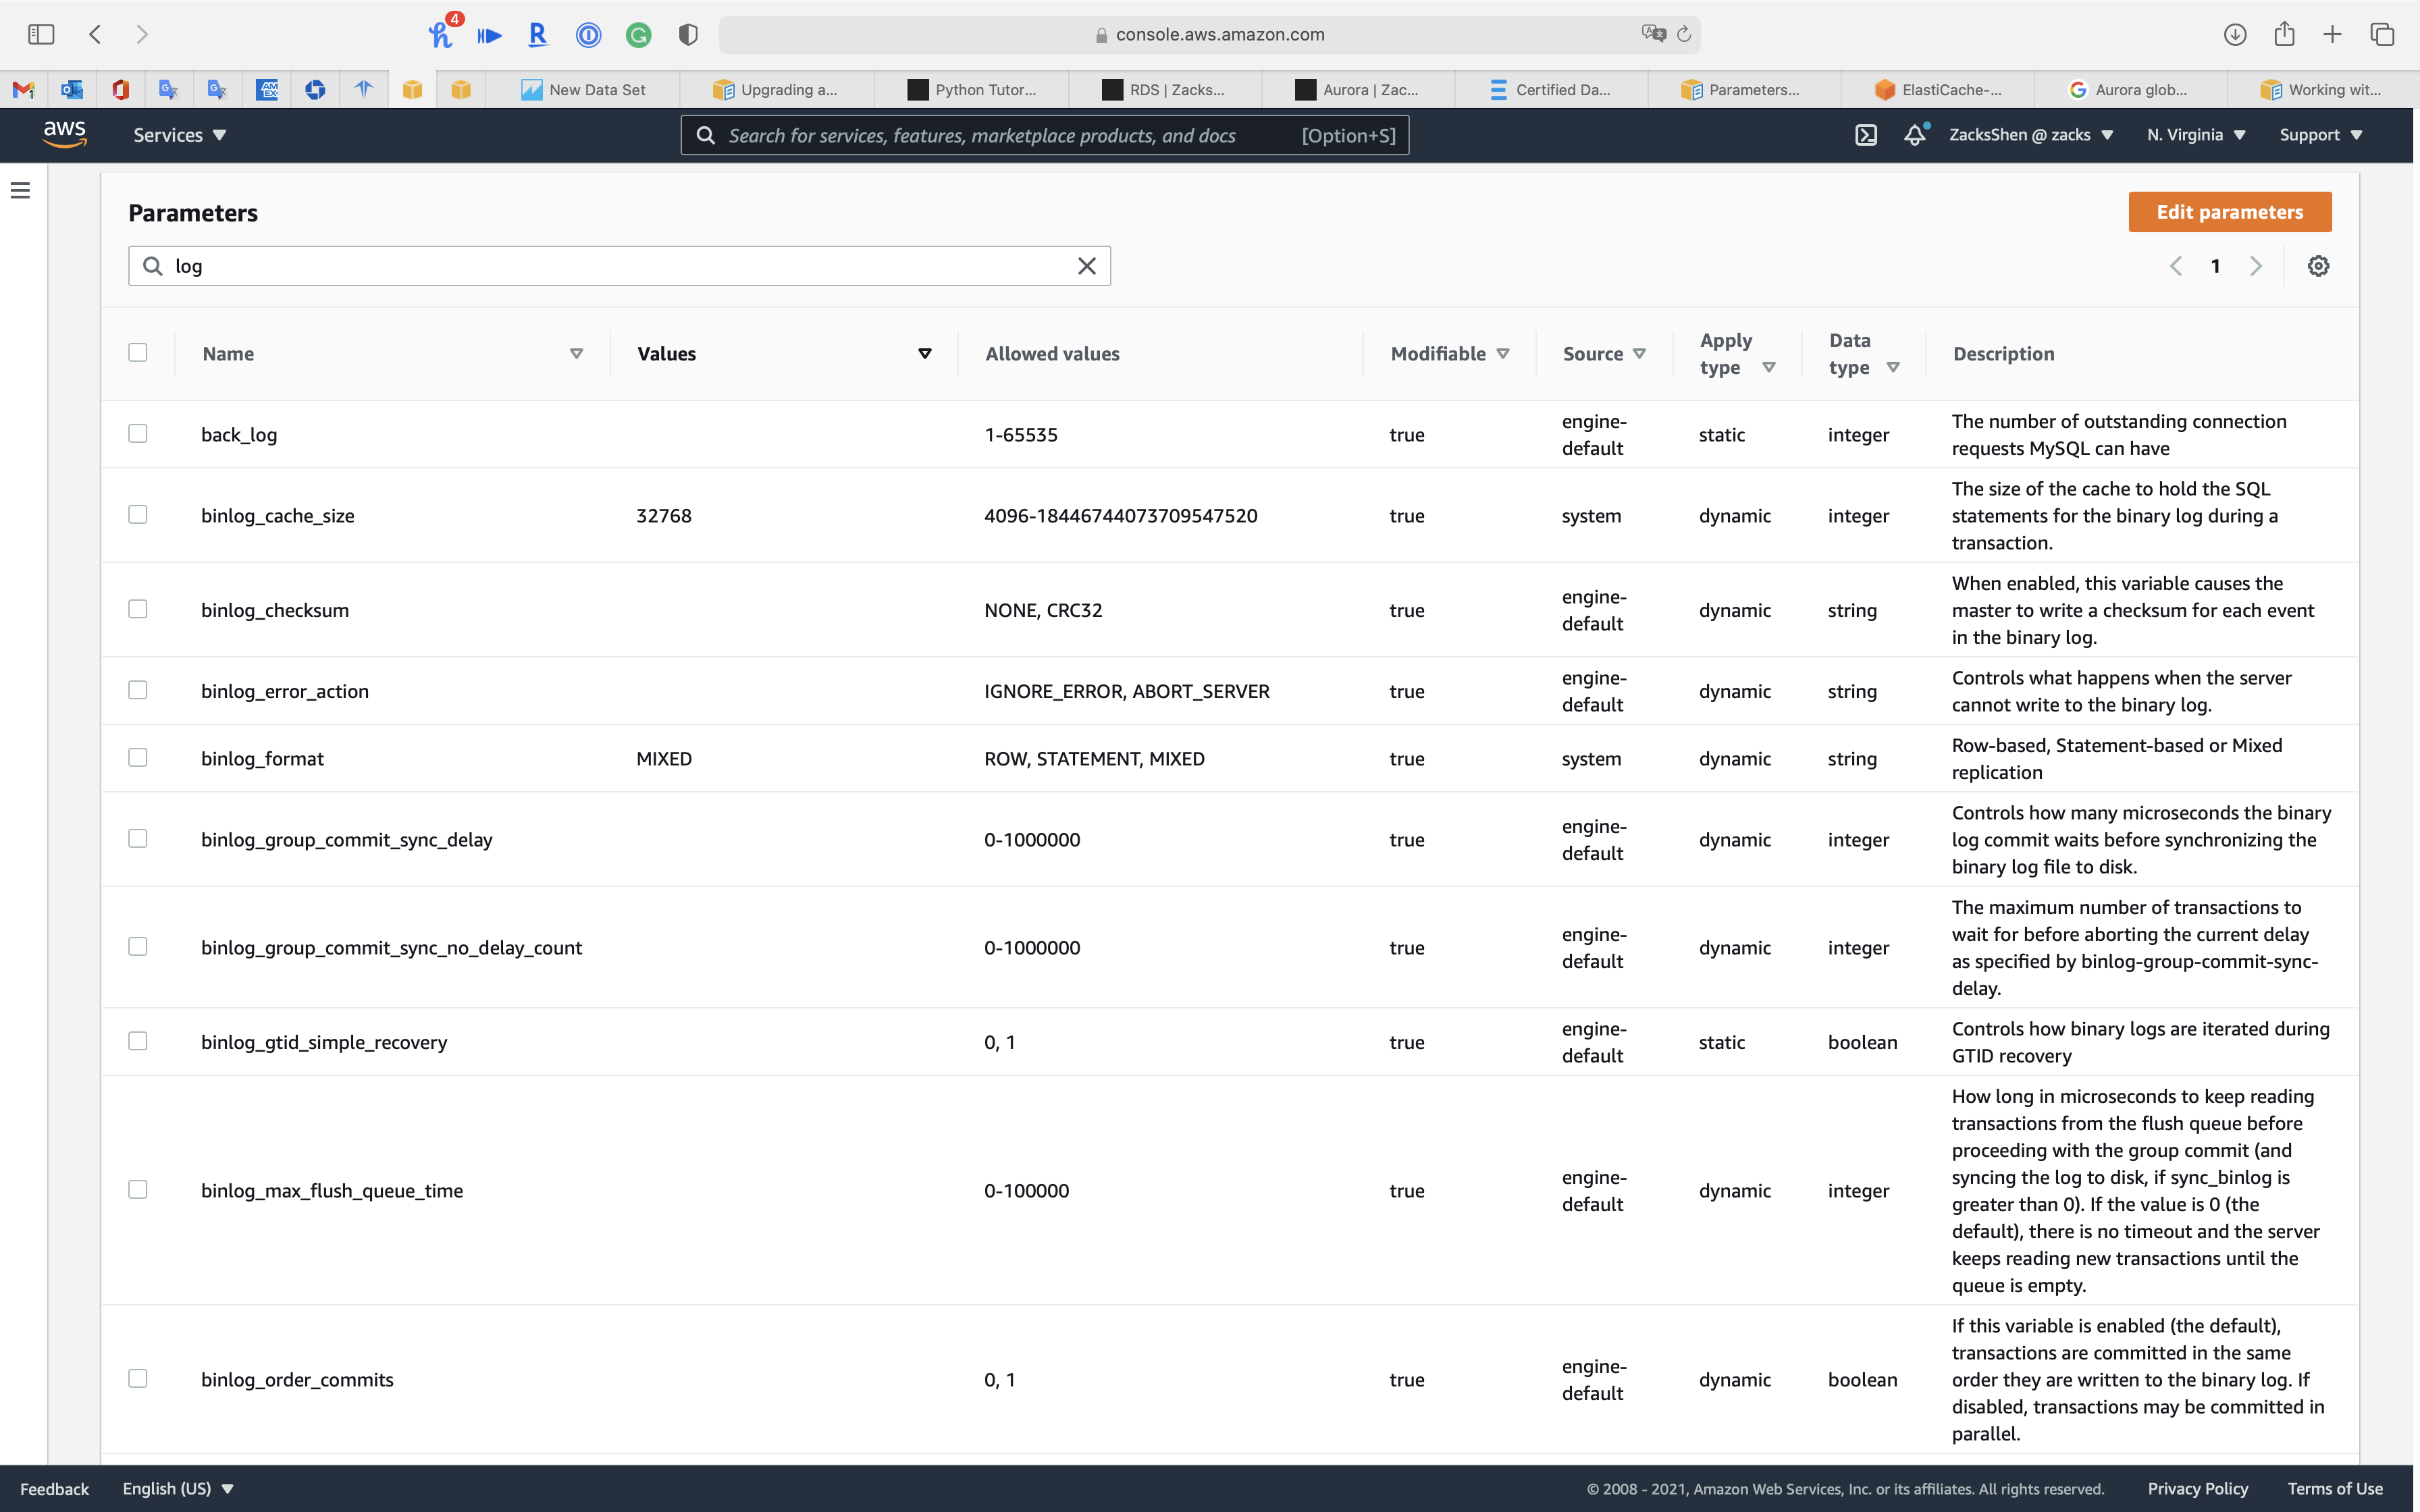 4
console.aws.amazon.com
New Data Set
Upgrading a...
Python Tutor...
RDS | Zacks...
Aurora | Zac...
Certified Da...
Parameters...
ElastiCache-...
Aurora glob...
Working wit...
aws
Services
Search for services, features, marketplace products, and docs
[Option+S]
ZacksShen @ zacks
N. Virginia
Support
Parameters
Edit parameters
log
1
Name
Values
Allowed values
Modifiable
Source
Apply
type
Data
type
Description
back_log
1-65535
true
engine-
default
static
integer
The number of outstanding connection
requests MySQL can have
binlog_cache_size
32768
4096-18446744073709547520
true
system
dynamic
integer
The size of the cache to hold the SQL
statements for the binary log during a
transaction.
binlog_checksum
NONE, CRC32
true
engine-
default
dynamic
string
When enabled, this variable causes the
master to write a checksum for each event
in the binary log.
binlog_error_action
IGNORE_ERROR, ABORT_SERVER
true
engine-
default
dynamic
string
Controls what happens when the server
cannot write to the binary log.
binlog_format
MIXED
ROW, STATEMENT, MIXED
true
system
dynamic
string
Row-based, Statement-based or Mixed
replication
binlog_group_commit_sync_delay
0-1000000
true
engine-
default
dynamic
integer
Controls how many microseconds the binary
log commit waits before synchronizing the
binary log file to disk.
binlog_group_commit_sync_no_delay_count
0-1000000
true
engine-
default
dynamic
integer
The maximum number of transactions to
wait for before aborting the current delay
as specified by binlog-group-commit-sync-
delay.
binlog_gtid_simple_recovery
0, 1
true
engine-
default
static
boolean
Controls how binary logs are iterated during
GTID recovery
binlog_max_flush_queue_time
0-100000
true
engine-
default
dynamic
integer
How long in microseconds to keep reading
transactions from the flush queue before
proceeding with the group commit (and
syncing the log to disk, if sync_binlog is
greater than 0). If the value is 0 (the
default), there is no timeout and the server
keeps reading new transactions until the
queue is empty.
binlog_order_commits
0, 1
true
engine-
default
dynamic
boolean
If this variable is enabled (the default),
transactions are committed in the same
order they are written to the binary log. If
disabled, transactions may be committed in
parallel.
Feedback
English (US)
© 2008 - 2021, Amazon Web Services, Inc. or its affiliates. All rights reserved.
Privacy Policy
Terms of Use